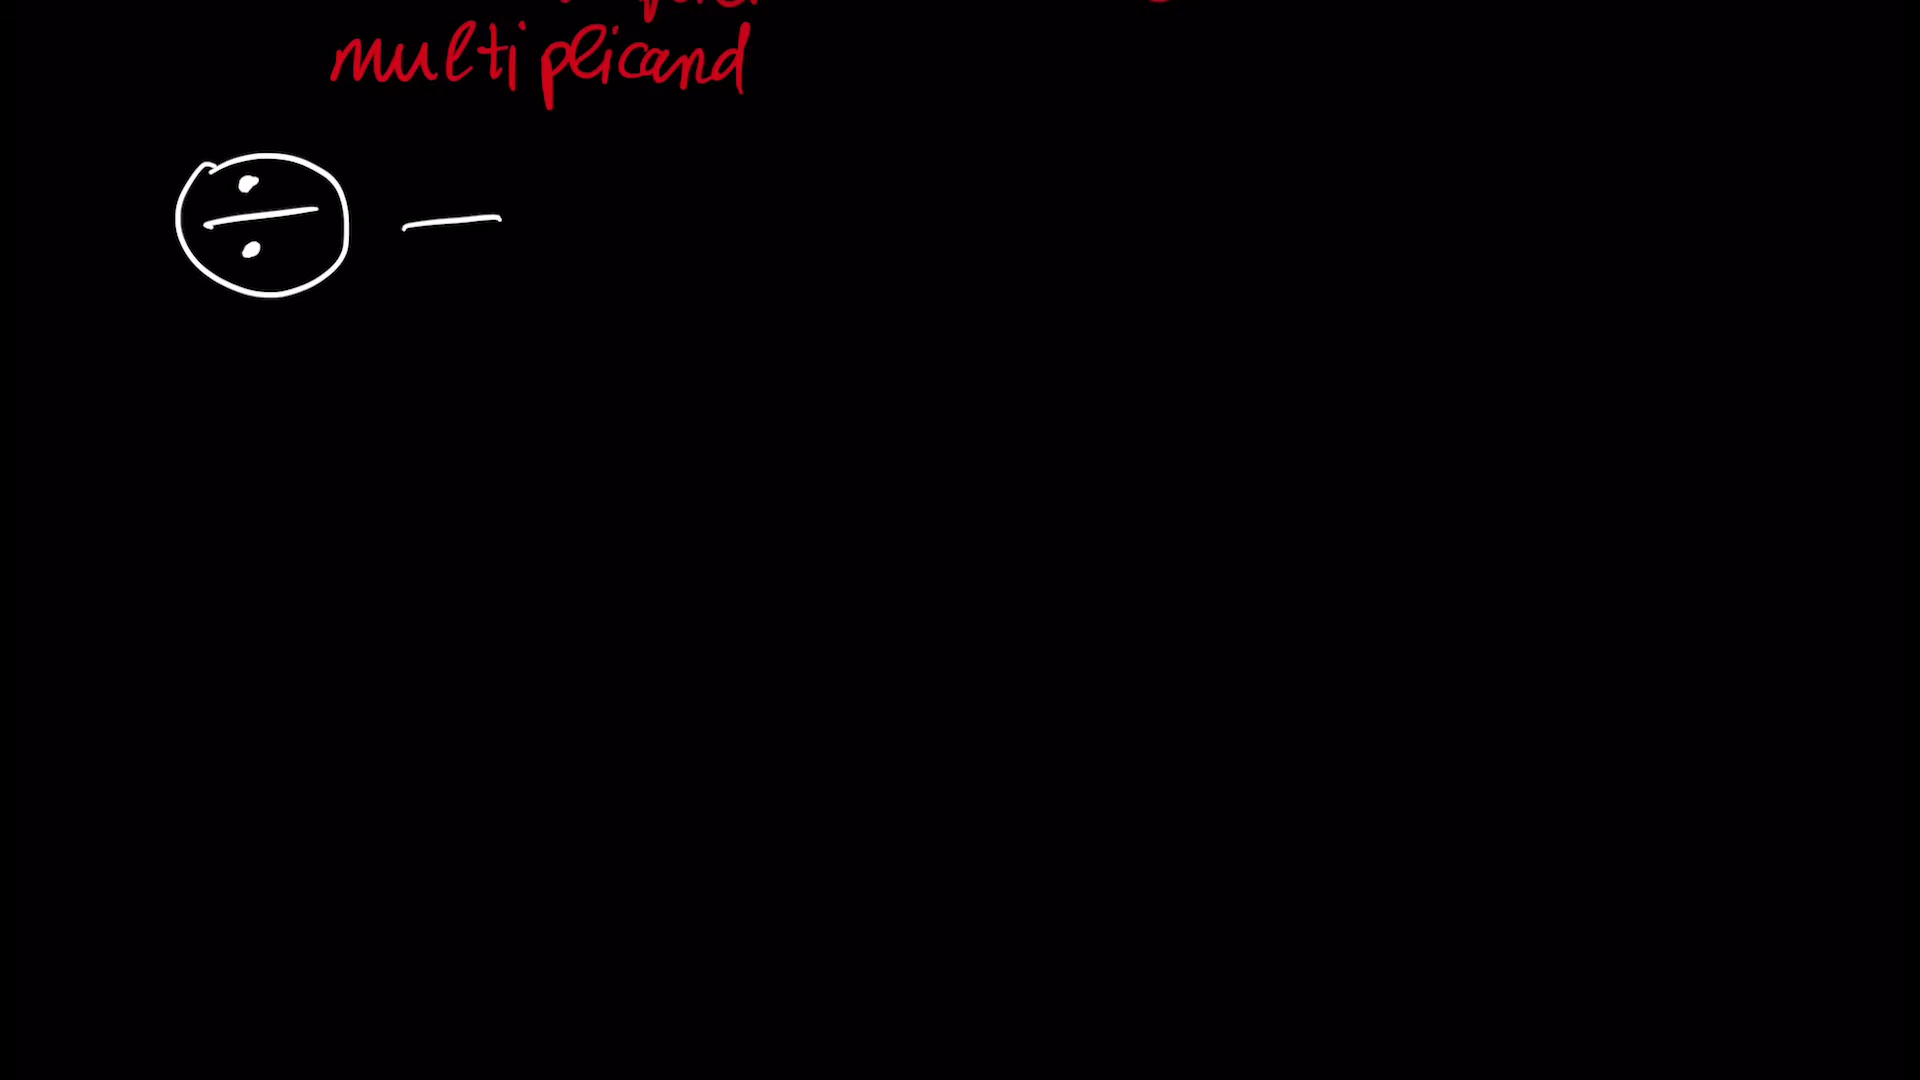 multiplicand
÷ —